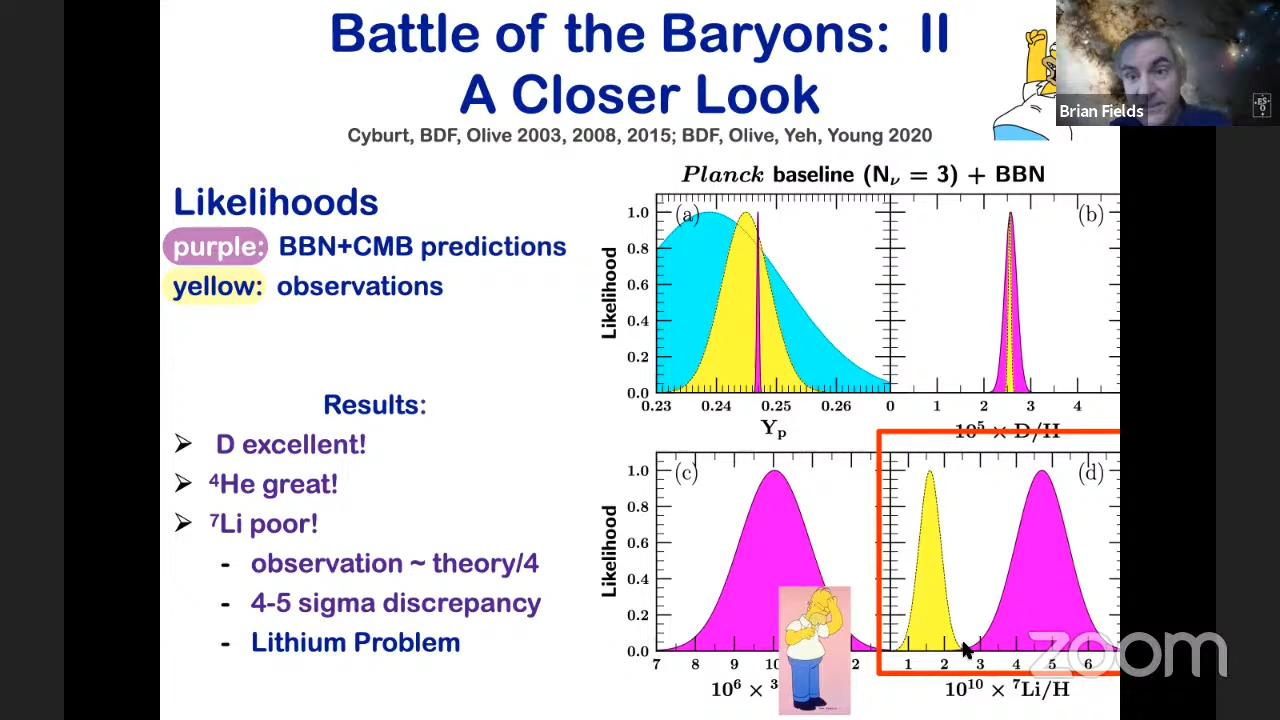 Battle of the Baryons: II
A Closer Look
Cyburt, BDF, Olive 2003, 2008, 2015; BDF, Olive, Yeh, Young 2020
Brian Fields
ESO
Likelihoods
purple: BBN+CMB predictions
yellow: observations
Results:
➢ D excellent!
➢ ⁴He great!
➢ ⁷Li poor!
- observation ~ theory/4
- 4-5 sigma discrepancy
- Lithium Problem
Planck baseline (Nν = 3) + BBN
(a) (b)
1.0
0.8
0.6
0.4
0.2
0.0
Likelihood
0.23 0.24 0.25 0.26 0 1 2 3 4
Yp 10⁵ × D/H
(c) (d)
1.0
0.8
0.6
0.4
0.2
0.0
Likelihood
7 8 9 10 2 1 2 3 4 5 6
10⁶ × ³ 10¹⁰ × ⁷Li/H
zoom